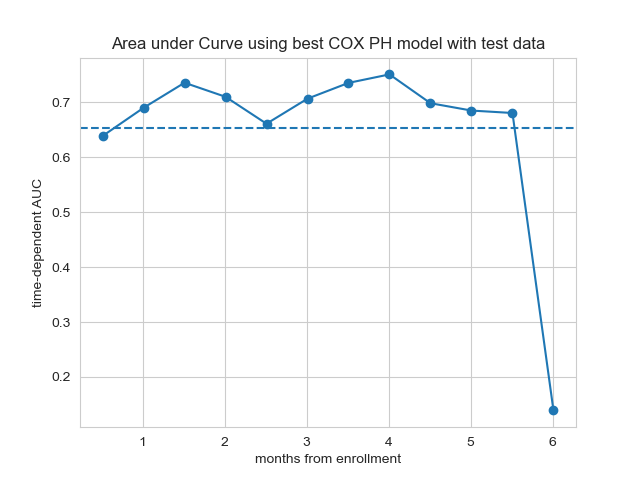 Area under Curve using best COX PH model with test data
time-dependent AUC
0.7
0.6
0.5
0.4
0.3
0.2
1 2 3 4 5 6
months from enrollment